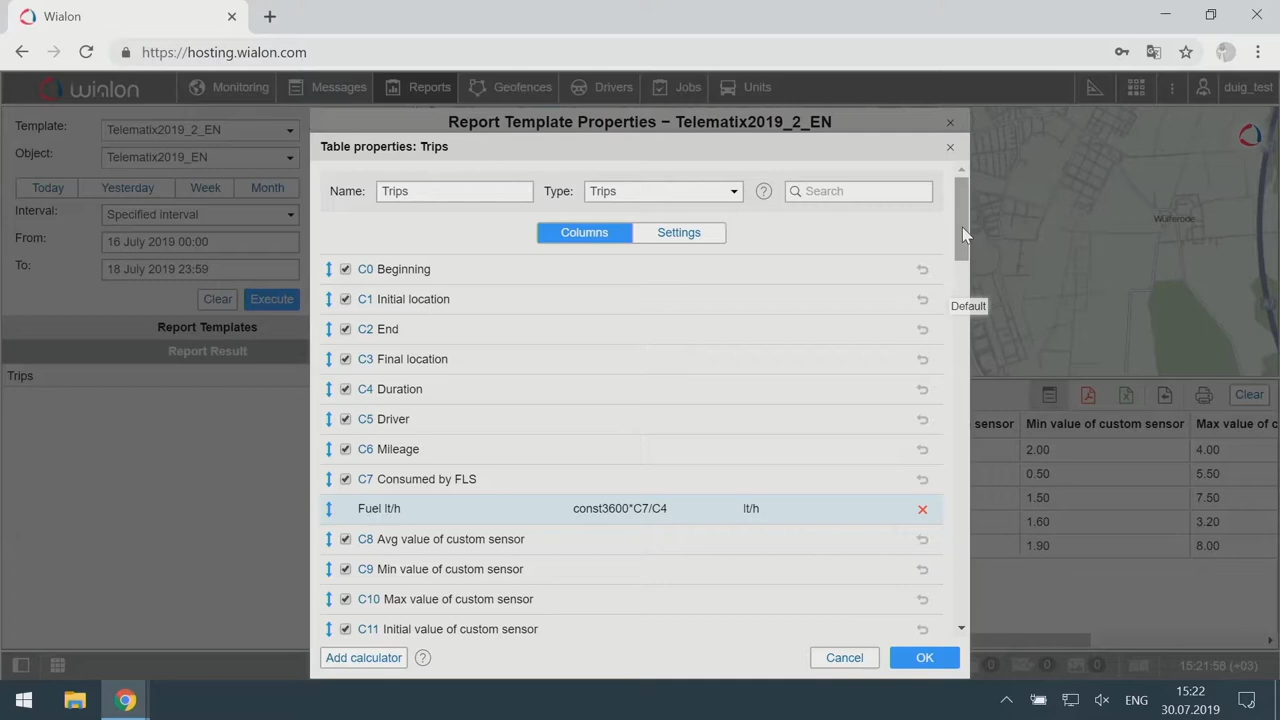 Wialon
https://hosting.wialon.com
wialon
Monitoring
Messages
Reports
Geofences
Drivers
Jobs
Units
duig_test
Template:
Telematix2019_2_EN
Object:
Telematix2019_EN
Today
Yesterday
Week
Month
Interval:
Specified interval
From:
16 July 2019 00:00
To:
18 July 2019 23:59
Clear
Execute
Report Templates
Report Result
Trips
Report Template Properties – Telematix2019_2_EN
Table properties: Trips
Name:
Trips
Type:
Trips
?
Search
Columns
Settings
C0 Beginning
C1 Initial location
C2 End
C3 Final location
C4 Duration
C5 Driver
C6 Mileage
C7 Consumed by FLS
Fuel lt/h const3600*C7/C4 lt/h
C8 Avg value of custom sensor
C9 Min value of custom sensor
C10 Max value of custom sensor
C11 Initial value of custom sensor
Add calculator
?
Cancel
OK
Default
Wülferode
Clear
sensor Min value of custom sensor Max value of c
2.00 4.00
0.50 5.50
1.50 7.50
1.60 3.20
1.90 8.00
0
0
0
15:21:58 (+03)
ENG
15:22
30.07.2019